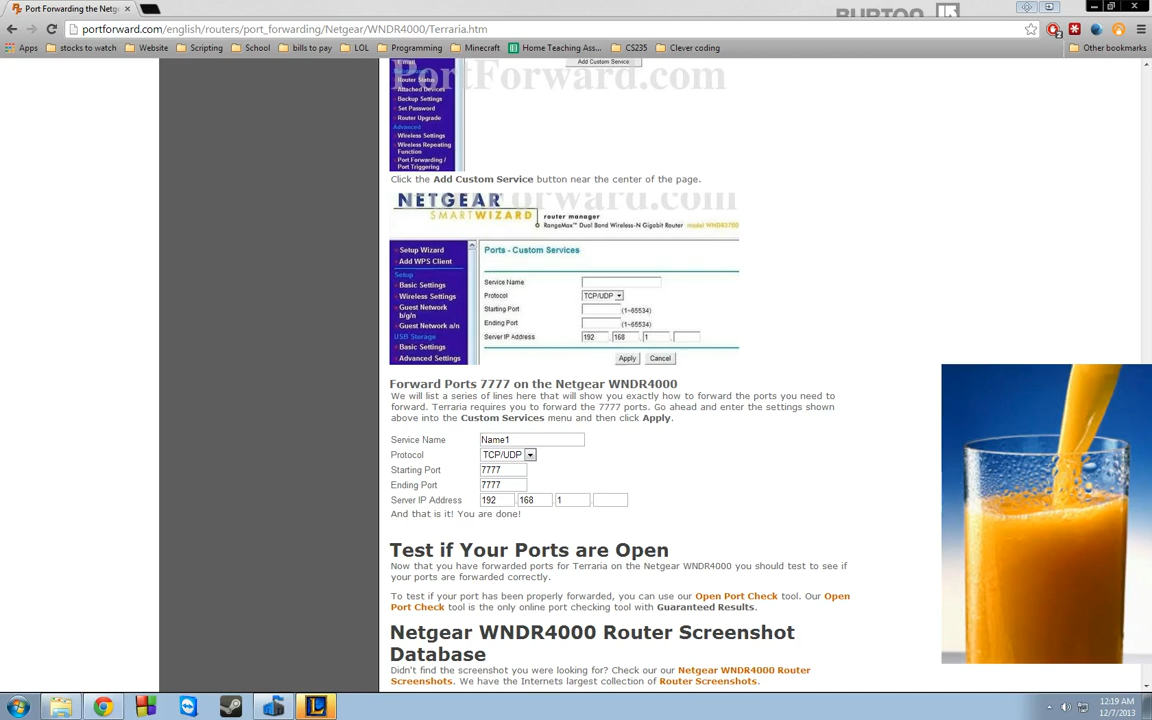 Port Forwarding the Netg
BURTON
portforward.com/english/routers/port_forwarding/Netgear/WNDR4000/Terraria.htm
Apps stocks to watch Website Scripting School bills to pay LOL Programming Minecraft Home Teaching Ass... CS235 Clever coding Other bookmarks
E-mail
Router Status
Attached Devices
Backup Settings
Set Password
Router Upgrade
Advanced
Wireless Settings
Wireless Repeating
Function
Port Forwarding /
Port Triggering
Add Custom Service
PortForward.com
Click the Add Custom Service button near the center of the page.
NETGEAR
SMARTWIZARD router manager
RangeMax™ Dual Band Wireless-N Gigabit Router model WNDR3700
Setup Wizard
Add WPS Client
Setup
Basic Settings
Wireless Settings
Guest Network
b/g/n
Guest Network a/n
USB Storage
Basic Settings
Advanced Settings
Ports - Custom Services
Service Name
Protocol TCP/UDP
Starting Port (1~65534)
Ending Port (1~65534)
Server IP Address 192 . 168 . 1 .
Apply Cancel
Forward Ports 7777 on the Netgear WNDR4000
We will list a series of lines here that will show you exactly how to forward the ports you need to
forward. Terraria requires you to forward the 7777 ports. Go ahead and enter the settings shown
above into the Custom Services menu and then click Apply.
Service Name Name1
Protocol TCP/UDP
Starting Port 7777
Ending Port 7777
Server IP Address 192 168 1
And that is it! You are done!
Test if Your Ports are Open
Now that you have forwarded ports for Terraria on the Netgear WNDR4000 you should test to see if
your ports are forwarded correctly.
To test if your port has been properly forwarded, you can use our Open Port Check tool. Our Open
Port Check tool is the only online port checking tool with Guaranteed Results.
Netgear WNDR4000 Router Screenshot
Database
Didn't find the screenshot you were looking for? Check our our Netgear WNDR4000 Router
Screenshots. We have the Internets largest collection of Router Screenshots.
12:19 AM
12/7/2013